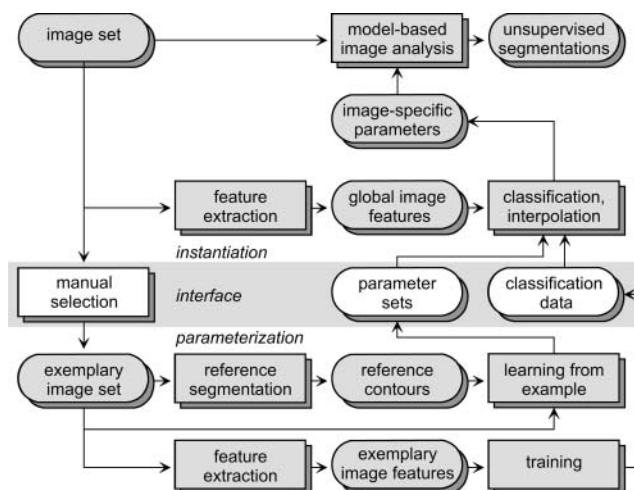 image set
model-based
image analysis
unsupervised
segmentations
image-specific
parameters
feature
extraction
global image
features
classification,
interpolation
instantiation
manual
selection
interface
parameter
sets
classification
data
parameterization
exemplary
image set
reference
segmentation
reference
contours
learning from
example
feature
extraction
exemplary
image features
training